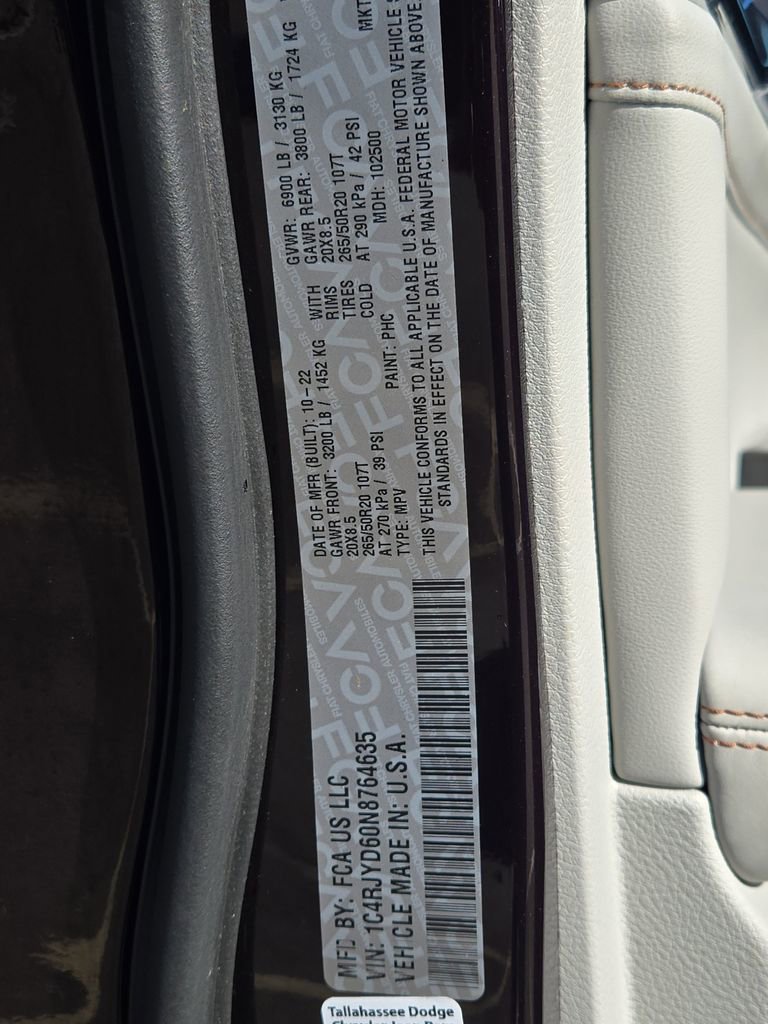 MFD BY: FCA US LLC
VIN: 1C4RJYD60N8764635
VEHICLE MADE IN: U.S.A.
DATE OF MFR (BUILT): 10-22 GVWR: 6900 LB / 3130 KG
GAWR FRONT: 3200 LB / 1452 KG WITH GAWR REAR: 3800 LB / 1724 KG
20X8.5 RIMS 20X8.5
265/50R20 107T TIRES 265/50R20 107T
AT 270 kPa / 39 PSI COLD AT 290 kPa / 42 PSI
TYPE: MPV PAINT: PHC MDH: 102500 MKT
THIS VEHICLE CONFORMS TO ALL APPLICABLE U.S.A. FEDERAL MOTOR VEHICLE
STANDARDS IN EFFECT ON THE DATE OF MANUFACTURE SHOWN ABOVE.
Tallahassee Dodge